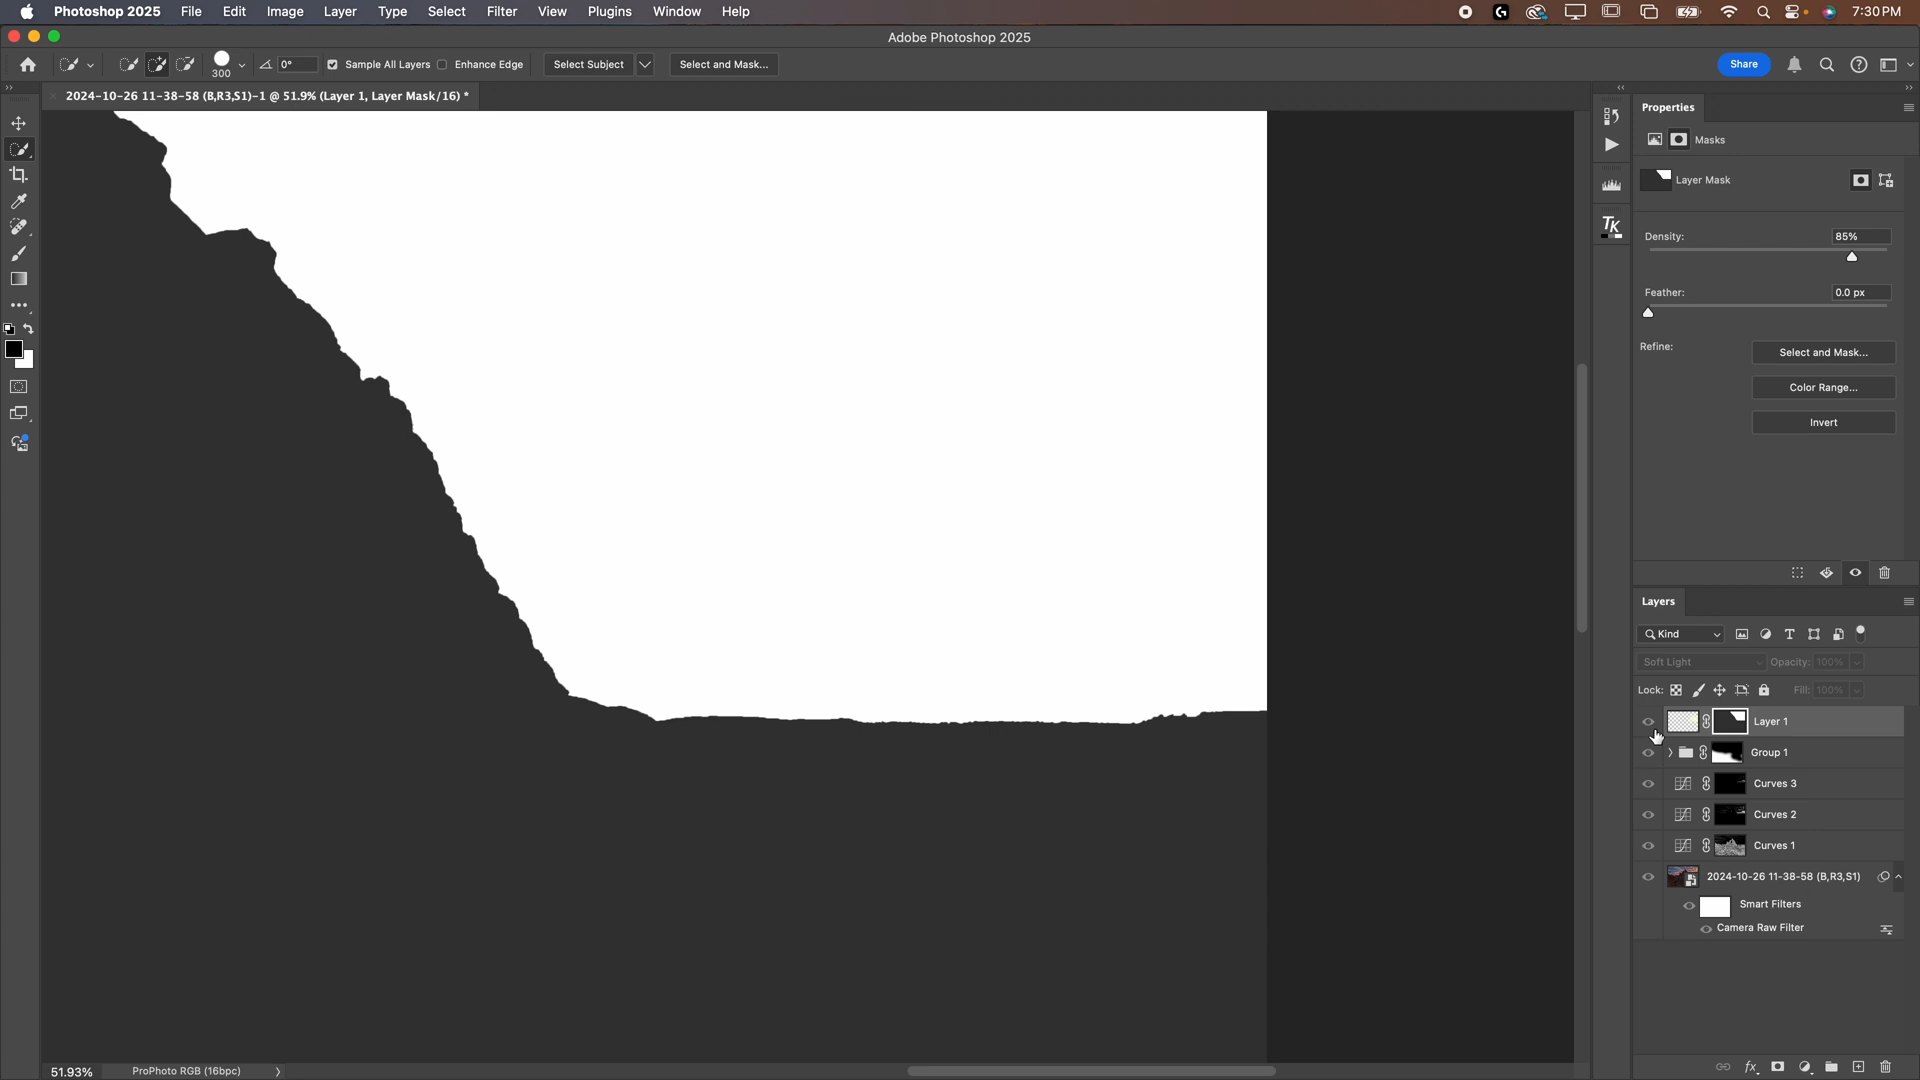 Photoshop 2025 File Edit Image Layer Type Select Filter View Plugins Window Help 7:30 PM
Adobe Photoshop 2025
300 0° Sample All Layers Enhance Edge Select Subject Select and Mask... Share
2024-10-26 11-38-58 (B,R3,S1)-1 @ 51.9% (Layer 1, Layer Mask/16) *
Properties
Masks
Layer Mask
TK
Density: 85%
Feather: 0.0 px
Refine: Select and Mask...
Color Range...
Invert
Layers
Kind
Soft Light Opacity: 100%
Lock: Fill: 100%
Layer 1
Group 1
Curves 3
Curves 2
Curves 1
2024-10-26 11-38-58 (B,R3,S1)
Smart Filters
Camera Raw Filter
51.93% ProPhoto RGB (16bpc)
fx